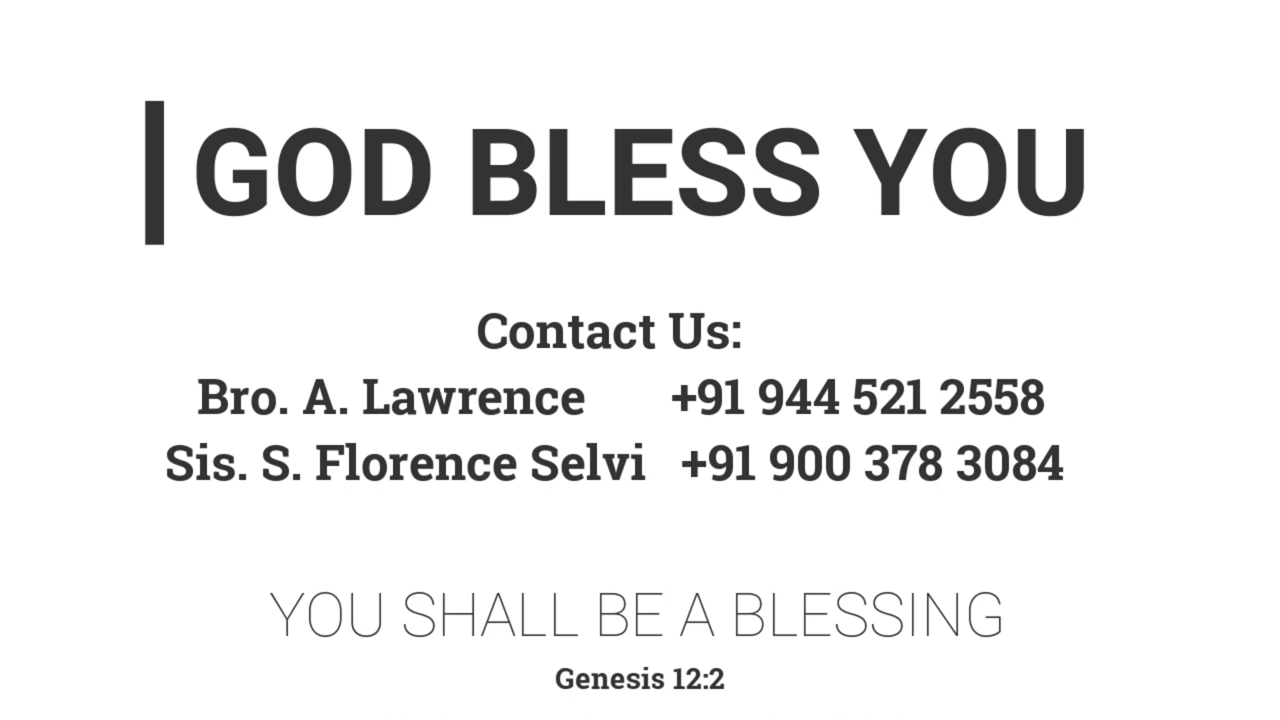 GOD BLESS YOU
Contact Us:
Bro. A. Lawrence +91 944 521 2558
Sis. S. Florence Selvi +91 900 378 3084
YOU SHALL BE A BLESSING
Genesis 12:2